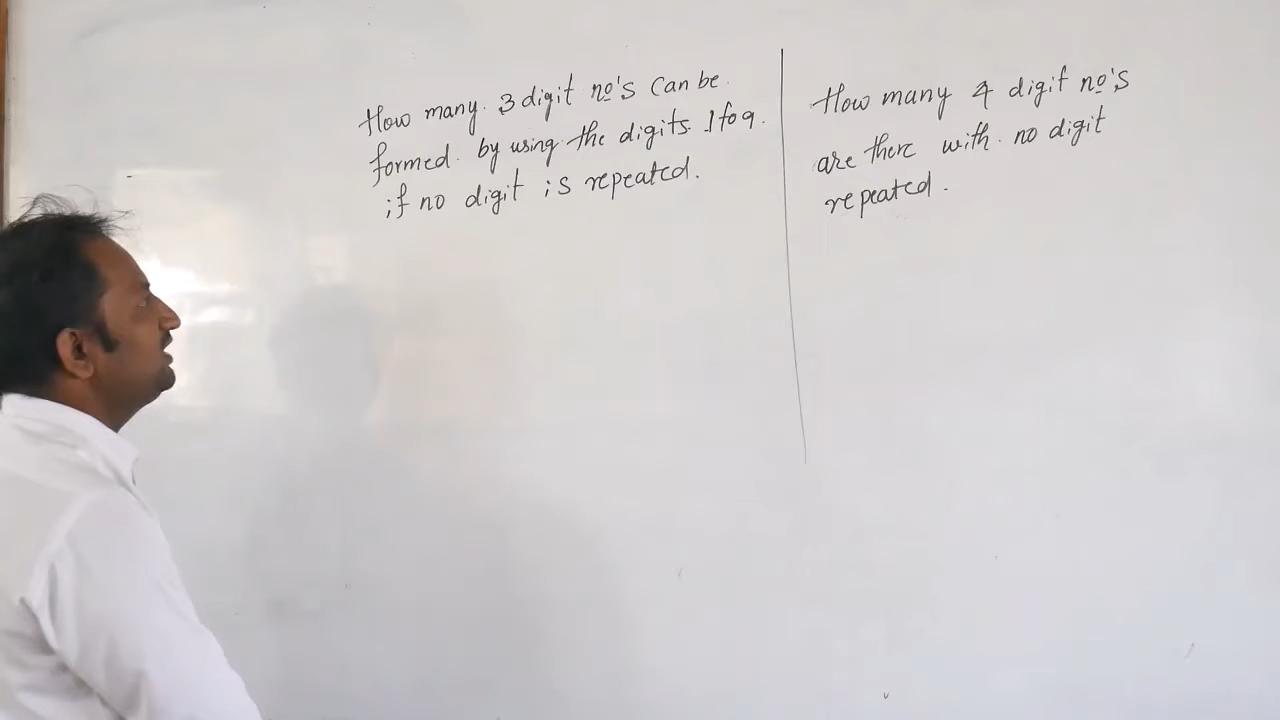 How many. 3 digit no's can be.
formed. by using the digits. 1 to 9.
if no digit is repeated.
How many 4 digit no's
are there with. no digit
repeated.